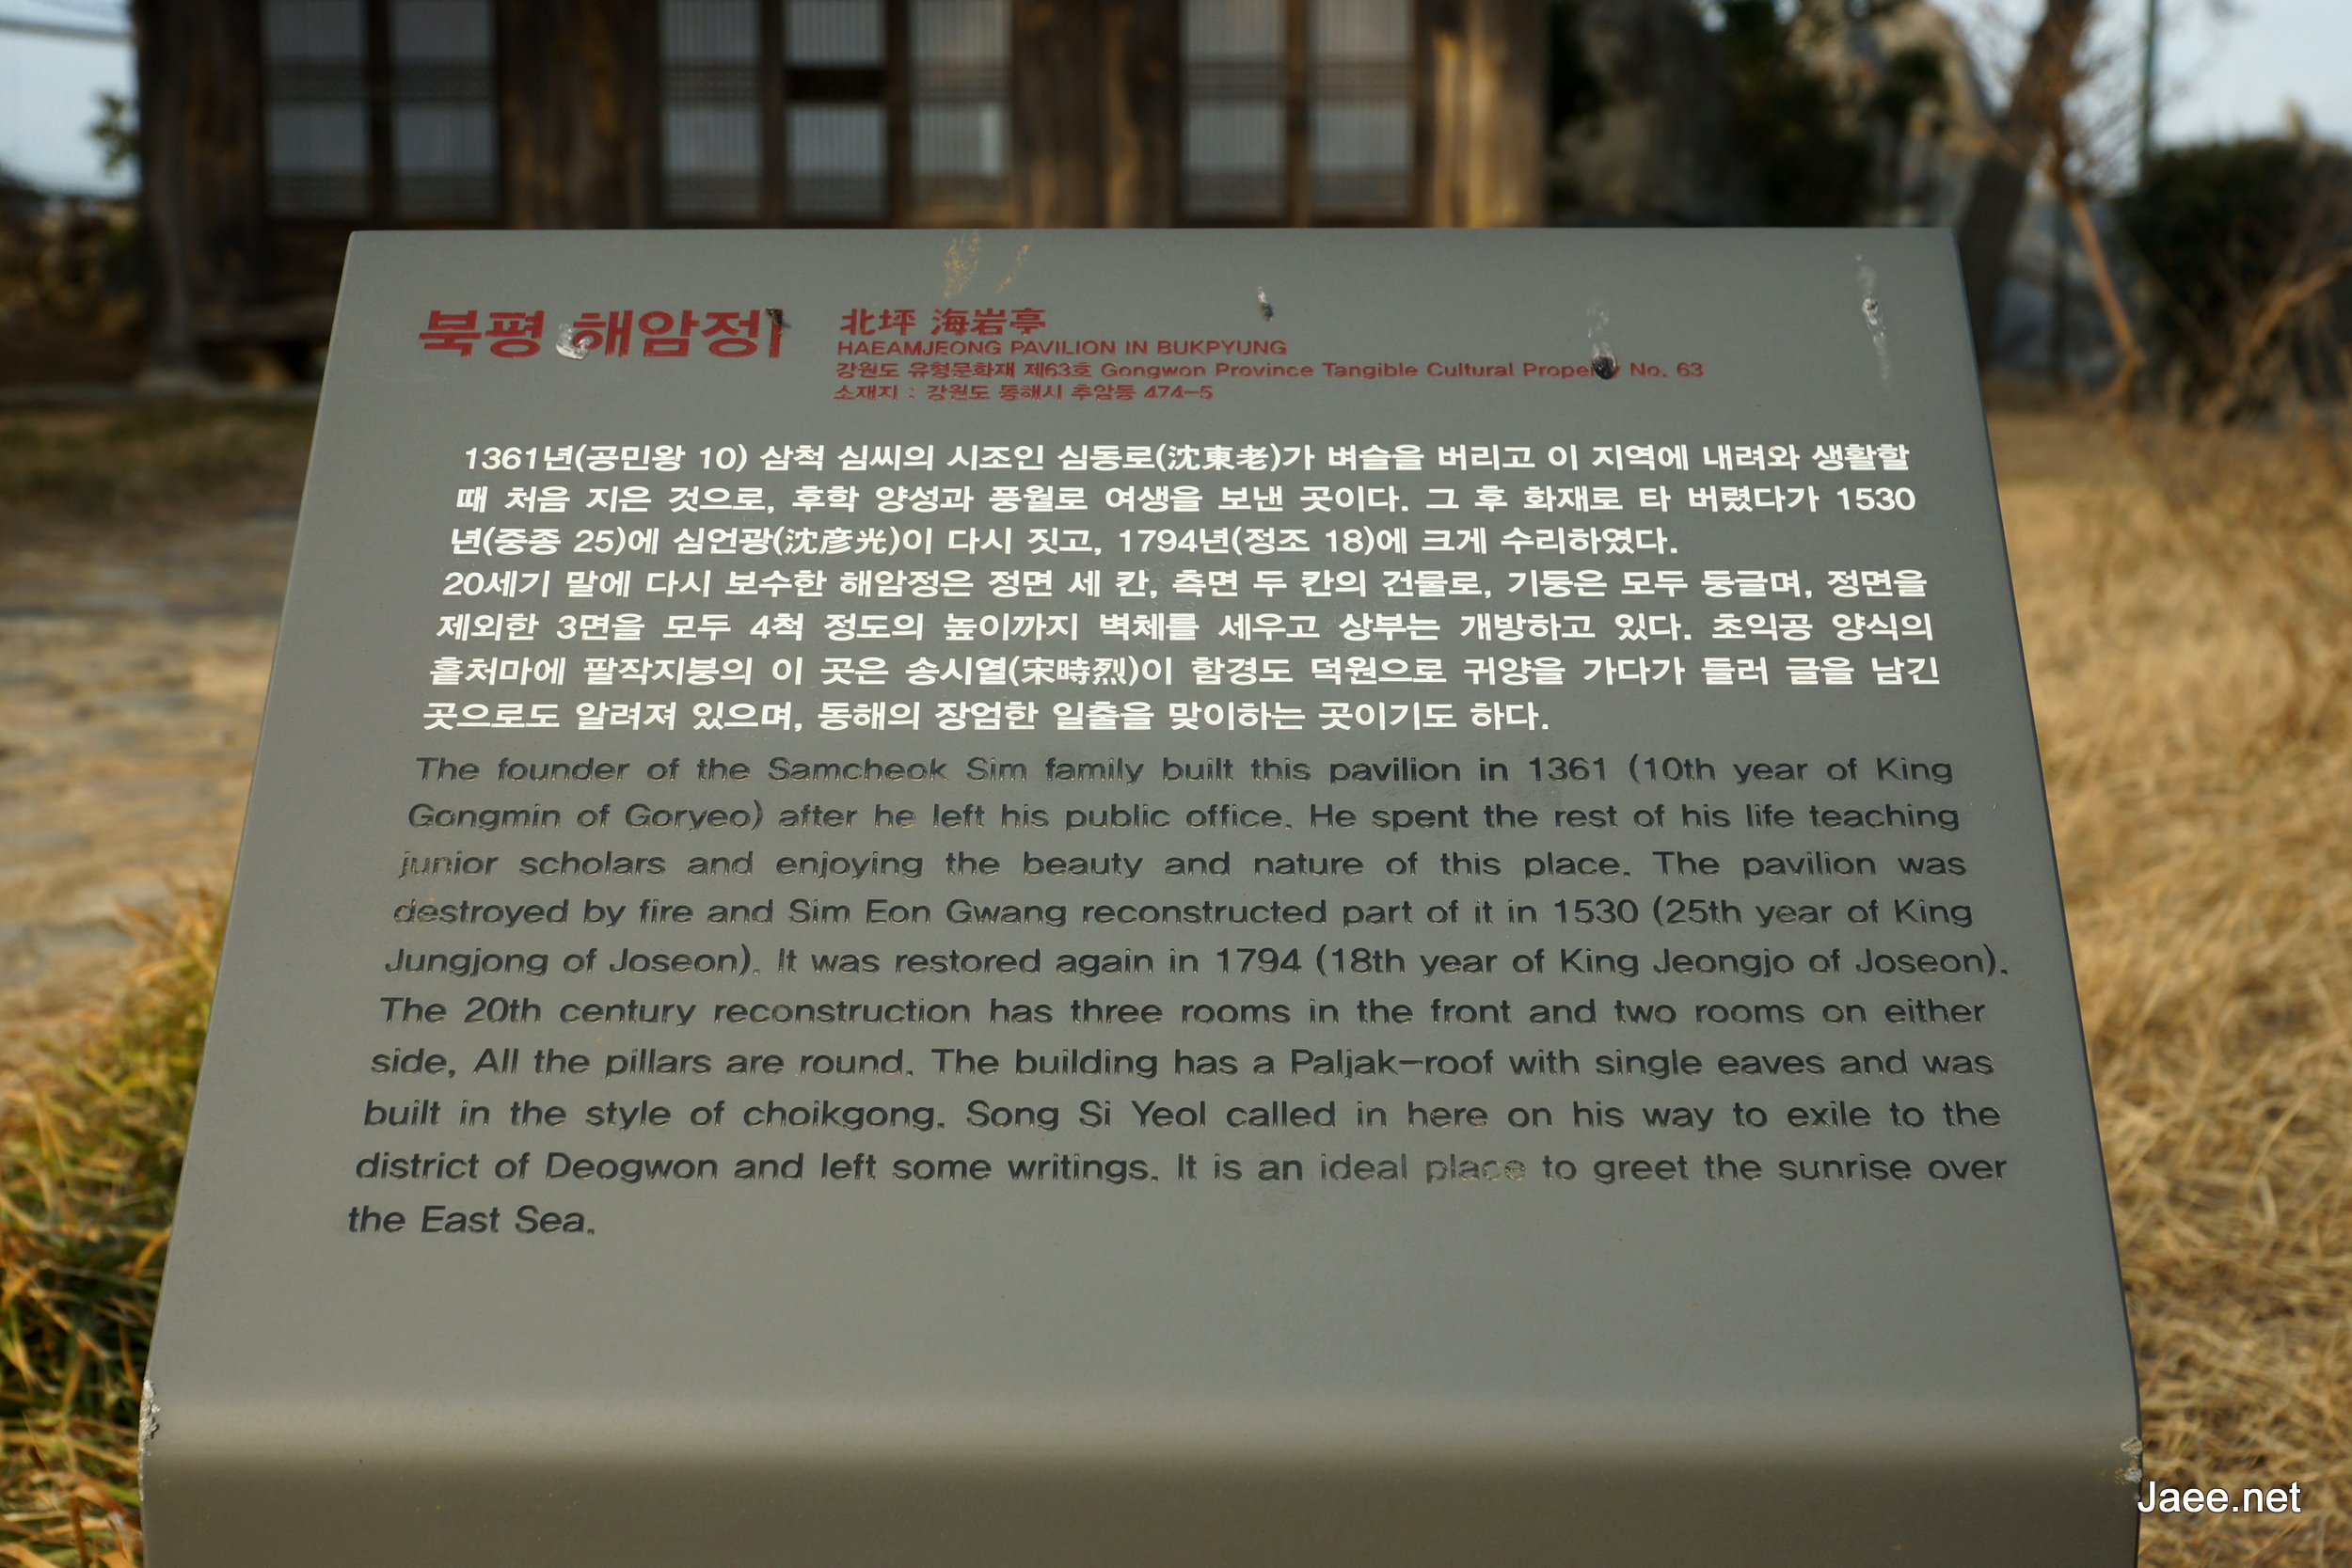 북평 해암정
北坪 海岩亭
HAEAMJEONG PAVILION IN BUKPYUNG
강원도 유형문화재 제63호 Gongwon Province Tangible Cultural Property No. 63
소재지 : 강원도 동해시 추암동 474-5
1361년(공민왕 10) 삼척 심씨의 시조인 심동로(沈東老)가 벼슬을 버리고 이 지역에 내려와 생활할
때 처음 지은 것으로, 후학 양성과 풍월로 여생을 보낸 곳이다. 그 후 화재로 타 버렸다가 1530
년(중종 25)에 심언광(沈彦光)이 다시 짓고, 1794년(정조 18)에 크게 수리하였다.
20세기 말에 다시 보수한 해암정은 정면 세 칸, 측면 두 칸의 건물로, 기둥은 모두 둥글며, 정면을
제외한 3면을 모두 4척 정도의 높이까지 벽체를 세우고 상부는 개방하고 있다. 초익공 양식의
홑처마에 팔작지붕의 이 곳은 송시열(宋時烈)이 함경도 덕원으로 귀양을 가다가 들러 글을 남긴
곳으로도 알려져 있으며, 동해의 장엄한 일출을 맞이하는 곳이기도 하다.
The founder of the Samcheok Sim family built this pavilion in 1361 (10th year of King
Gongmin of Goryeo) after he left his public office. He spent the rest of his life teaching
junior scholars and enjoying the beauty and nature of this place. The pavilion was
destroyed by fire and Sim Eon Gwang reconstructed part of it in 1530 (25th year of King
Jungjong of Joseon). It was restored again in 1794 (18th year of King Jeongjo of Joseon).
The 20th century reconstruction has three rooms in the front and two rooms on either
side, All the pillars are round. The building has a Paljak-roof with single eaves and was
built in the style of choikgong. Song Si Yeol called in here on his way to exile to the
district of Deogwon and left some writings. It is an ideal place to greet the sunrise over
the East Sea.
Jaee.net